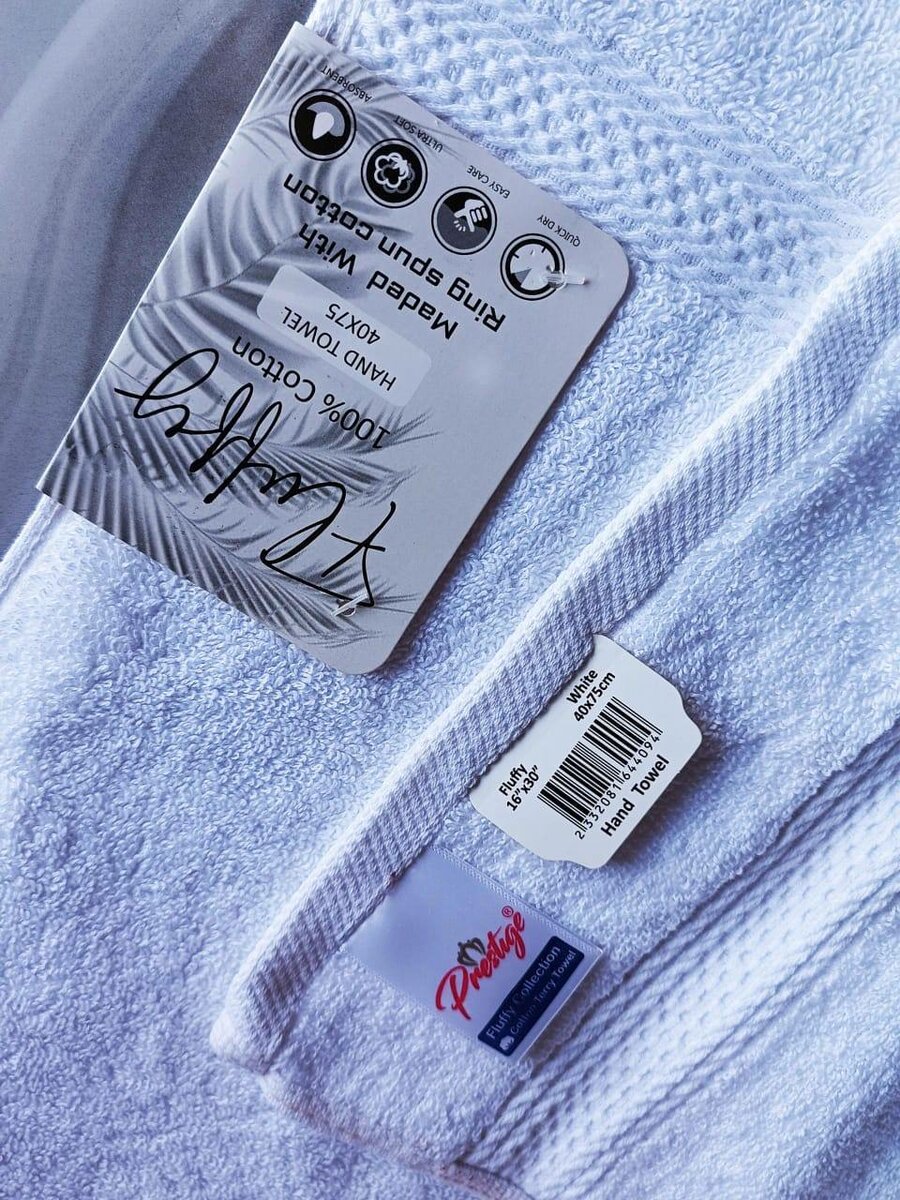 Fluffy
100% Cotton
HAND TOWEL
40X75
Maded With
Ring spun cotton
QUICK DRY
EASY CARE
ULTRA SOFT
ABSORBENT
Fluffy
16"x30"
White
40x75cm
2332081644094
Hand Towel
Prestige®
Fluffy Collection
Cotton Terry Towel